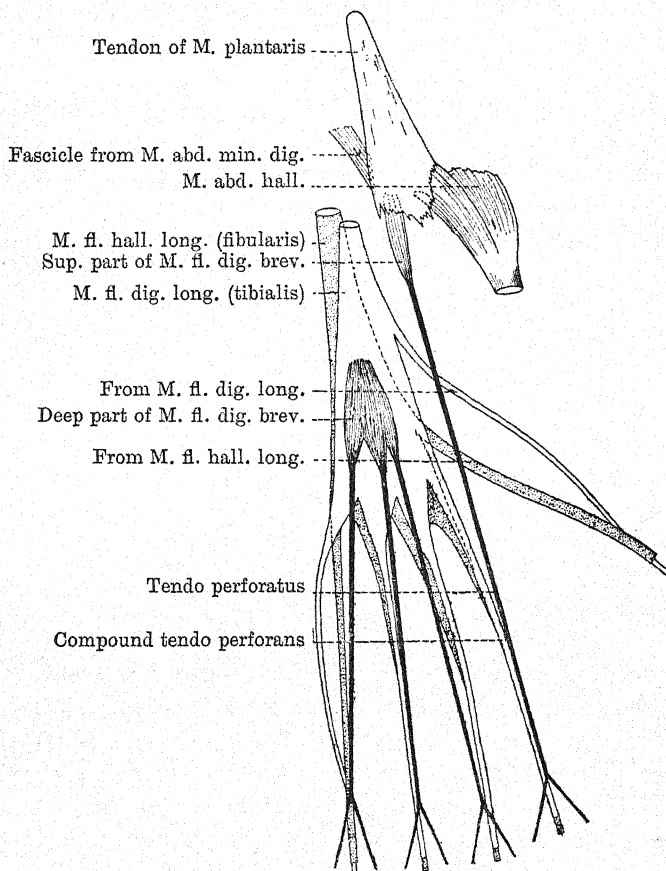 Tendon of M. plantaris
Fascicle from M. abd. min. dig.
M. abd. hall.
M. fl. hall. long. (fibularis)
Sup. part of M. fl. dig. brev.
M. fl. dig. long. (tibialis)
From M. fl. dig. long.
Deep part of M. fl. dig. brev.
From M. fl. hall. long.
Tendo perforatus
Compound tendo perforans